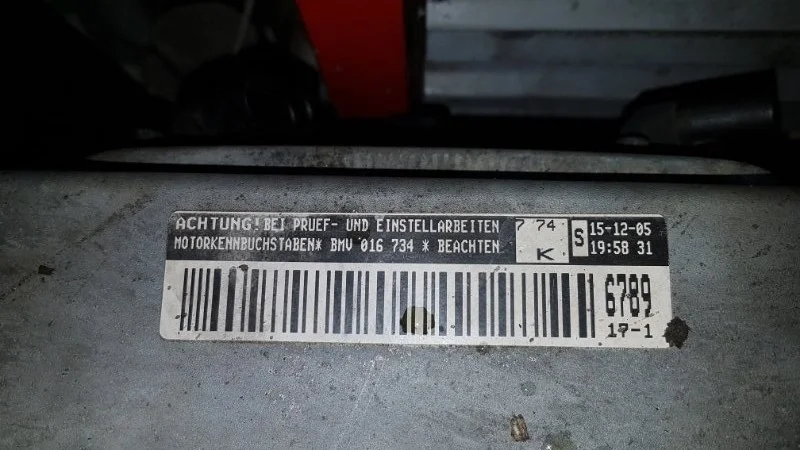 ACHTUNG! BEI PRUEF- UND EINSTELLARBEITEN
MOTORKENNBUCHSTABEN* BMV 016 734 * BEACHTEN
7 74
K
S
15-12-05
19:58 31
6789
17-1